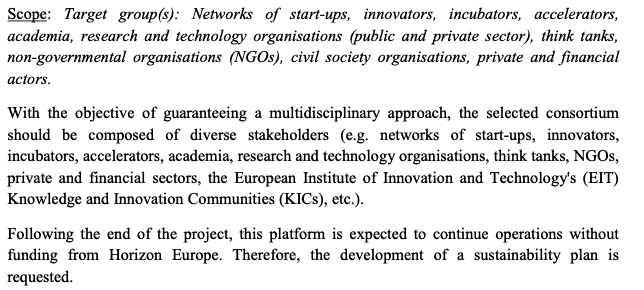 Scope: Target group(s): Networks of start-ups, innovators, incubators, accelerators,
academia, research and technology organisations (public and private sector), think tanks,
non-governmental organisations (NGOs), civil society organisations, private and financial
actors.
With the objective of guaranteeing a multidisciplinary approach, the selected consortium
should be composed of diverse stakeholders (e.g. networks of start-ups, innovators,
incubators, accelerators, academia, research and technology organisations, think tanks, NGOs,
private and financial sectors, the European Institute of Innovation and Technology's (EIT)
Knowledge and Innovation Communities (KICs), etc.).
Following the end of the project, this platform is expected to continue operations without
funding from Horizon Europe. Therefore, the development of a sustainability plan is
requested.